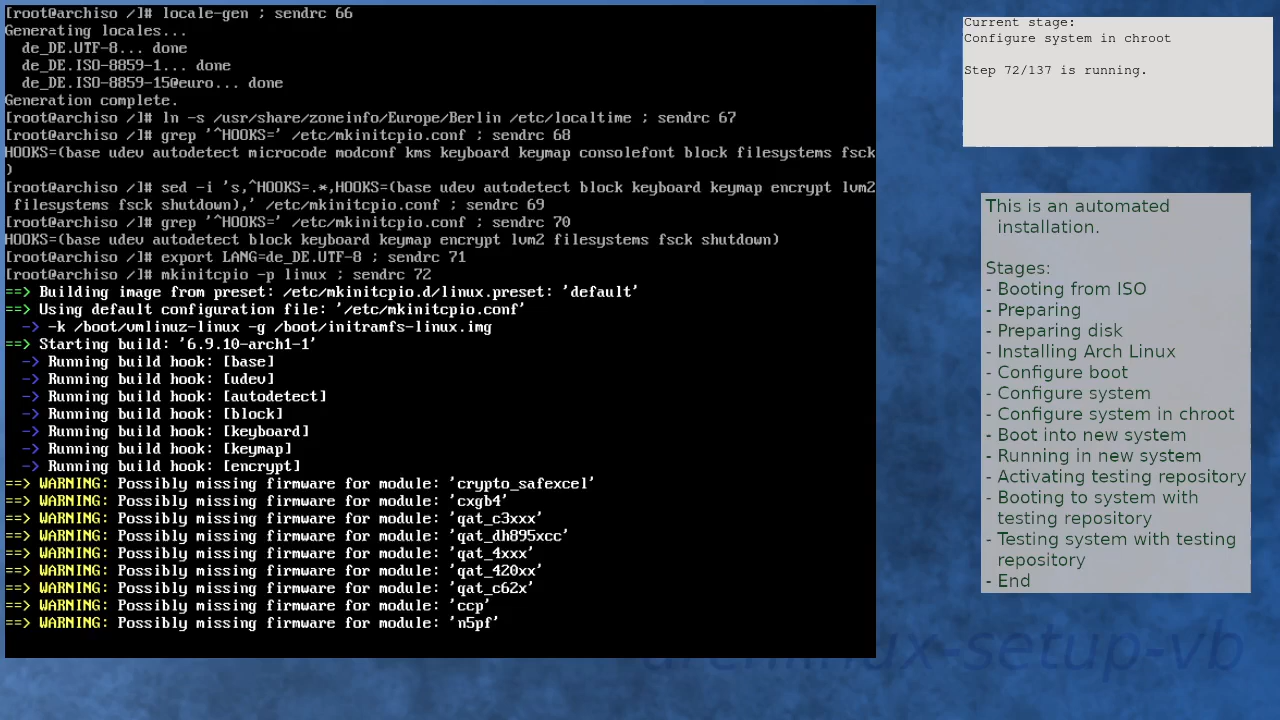 [root@archiso /]# locale-gen ; sendrc 66
Generating locales...
  de_DE.UTF-8... done
  de_DE.ISO-8859-1... done
  de_DE.ISO-8859-15@euro... done
Generation complete.
[root@archiso /]# ln -s /usr/share/zoneinfo/Europe/Berlin /etc/localtime ; sendrc 67
[root@archiso /]# grep '^HOOKS=' /etc/mkinitcpio.conf ; sendrc 68
HOOKS=(base udev autodetect microcode modconf kms keyboard keymap consolefont block filesystems fsck
)
[root@archiso /]# sed -i 's,^HOOKS=.*,HOOKS=(base udev autodetect block keyboard keymap encrypt lvm2
 filesystems fsck shutdown),' /etc/mkinitcpio.conf ; sendrc 69
[root@archiso /]# grep '^HOOKS=' /etc/mkinitcpio.conf ; sendrc 70
HOOKS=(base udev autodetect block keyboard keymap encrypt lvm2 filesystems fsck shutdown)
[root@archiso /]# export LANG=de_DE.UTF-8 ; sendrc 71
[root@archiso /]# mkinitcpio -p linux ; sendrc 72
==> Building image from preset: /etc/mkinitcpio.d/linux.preset: 'default'
==> Using default configuration file: '/etc/mkinitcpio.conf'
  -> -k /boot/vmlinuz-linux -g /boot/initramfs-linux.img
==> Starting build: '6.9.10-arch1-1'
  -> Running build hook: [base]
  -> Running build hook: [udev]
  -> Running build hook: [autodetect]
  -> Running build hook: [block]
  -> Running build hook: [keyboard]
  -> Running build hook: [keymap]
  -> Running build hook: [encrypt]
==> WARNING: Possibly missing firmware for module: 'crypto_safexcel'
==> WARNING: Possibly missing firmware for module: 'cxgb4'
==> WARNING: Possibly missing firmware for module: 'qat_c3xxx'
==> WARNING: Possibly missing firmware for module: 'qat_dh895xcc'
==> WARNING: Possibly missing firmware for module: 'qat_4xxx'
==> WARNING: Possibly missing firmware for module: 'qat_420xx'
==> WARNING: Possibly missing firmware for module: 'qat_c62x'
==> WARNING: Possibly missing firmware for module: 'ccp'
==> WARNING: Possibly missing firmware for module: 'n5pf'
Current stage:
Configure system in chroot
Step 72/137 is running.
This is an automated
installation.
Stages:
- Booting from ISO
- Preparing
- Preparing disk
- Installing Arch Linux
- Configure boot
- Configure system
- Configure system in chroot
- Boot into new system
- Running in new system
- Activating testing repository
- Booting to system with
testing repository
- Testing system with testing
repository
- End
archlinux-setup-vb